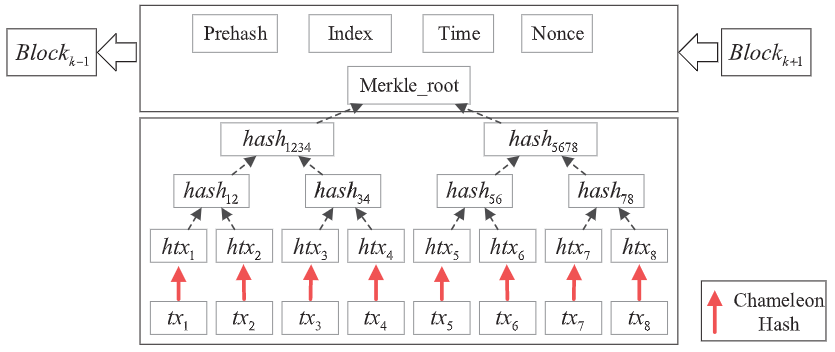 Prehash Index Time Nonce
Block_{k-1} Block_{k+1}
Merkle_root
hash_{1234} hash_{5678}
hash_{12} hash_{34} hash_{56} hash_{78}
htx_1 htx_2 htx_3 htx_4 htx_5 htx_6 htx_7 htx_8
tx_1 tx_2 tx_3 tx_4 tx_5 tx_6 tx_7 tx_8
Chameleon
Hash